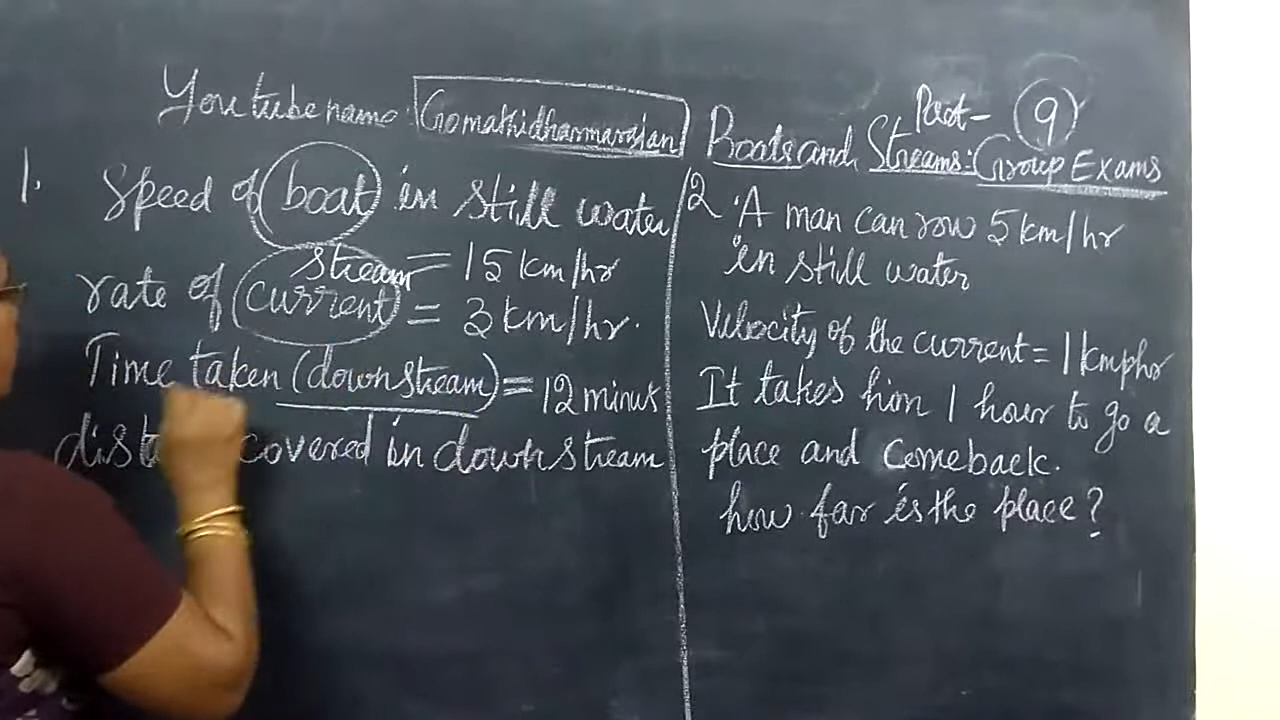 Youtube name: Gomathidharmarajan
Part- 9
Boats and Streams: Group Exams
1. Speed of boat in still water
= 15 km/hr
stream
rate of current = 3 km/hr.
Time taken (downstream) = 12 minus
covered in downstream
2. A man can row 5 km/hr
in still water
Velocity of the current = 1 kmphr
It takes him 1 hour to go a
place and comeback.
how far is the place?